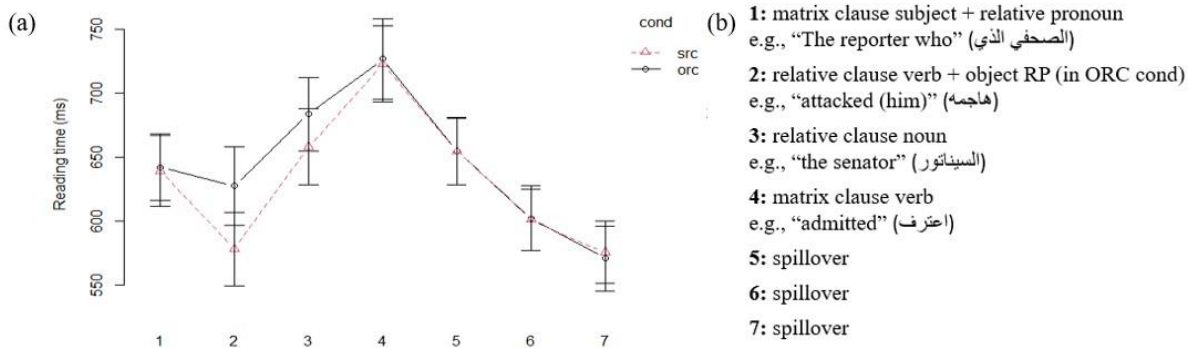 (a)
750
700
650
600
550
Reading time (ms)
cond
src
orc
1 2 3 4 5 6 7
(b)
1: matrix clause subject + relative pronoun
e.g., “The reporter who” (الصحفي الذي)
2: relative clause verb + object RP (in ORC cond)
e.g., “attacked (him)” (هاجمه)
3: relative clause noun
e.g., “the senator” (السيناتور)
4: matrix clause verb
e.g., “admitted” (اعترف)
5: spillover
6: spillover
7: spillover